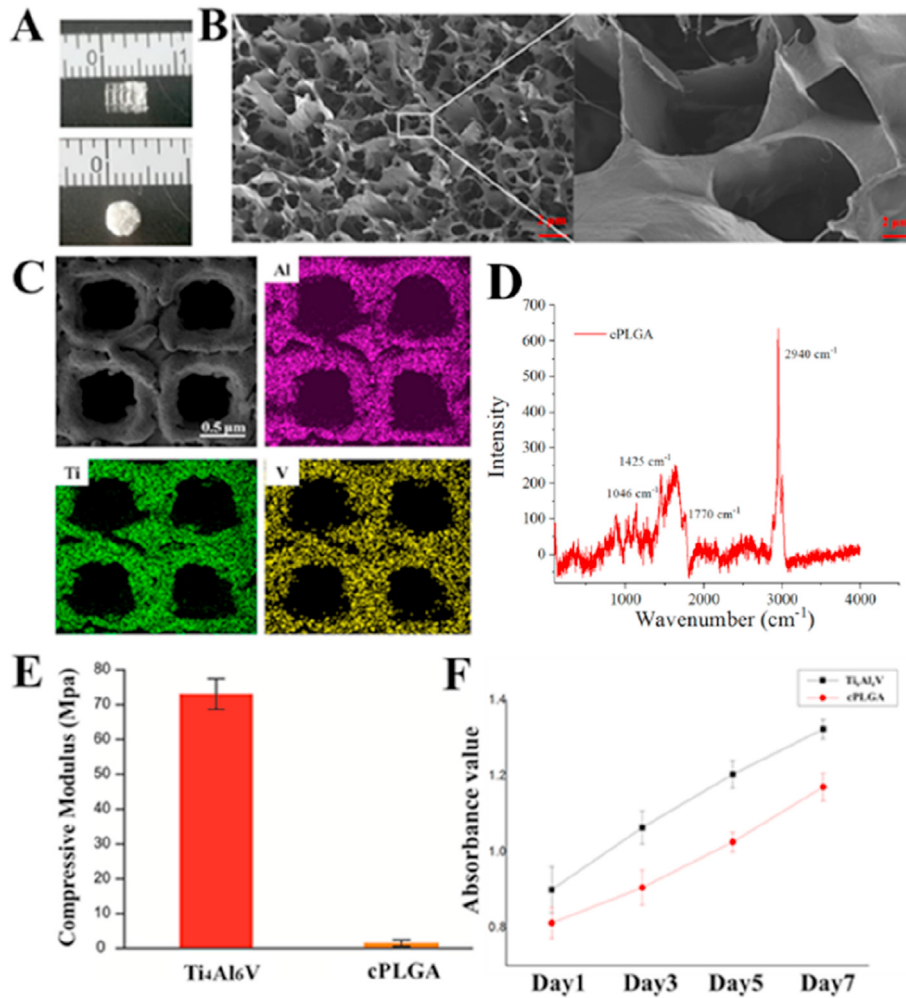 A
0 1
0
B
2 μm
2 μm
C
Al
0.5 μm
Ti
V
D
700
600
500
400
300
200
100
0
Intensity
cPLGA
2940 cm-1
1425 cm-1
1046 cm-1
1770 cm-1
1000 2000 3000 4000
Wavenumber (cm-1)
E
80
70
60
50
40
30
20
10
0
Compressive Modulus (Mpa)
Ti4Al6V cPLGA
F
1.4
1.2
1.0
0.8
Absorbance value
cPLGA
Day1 Day3 Day5 Day7